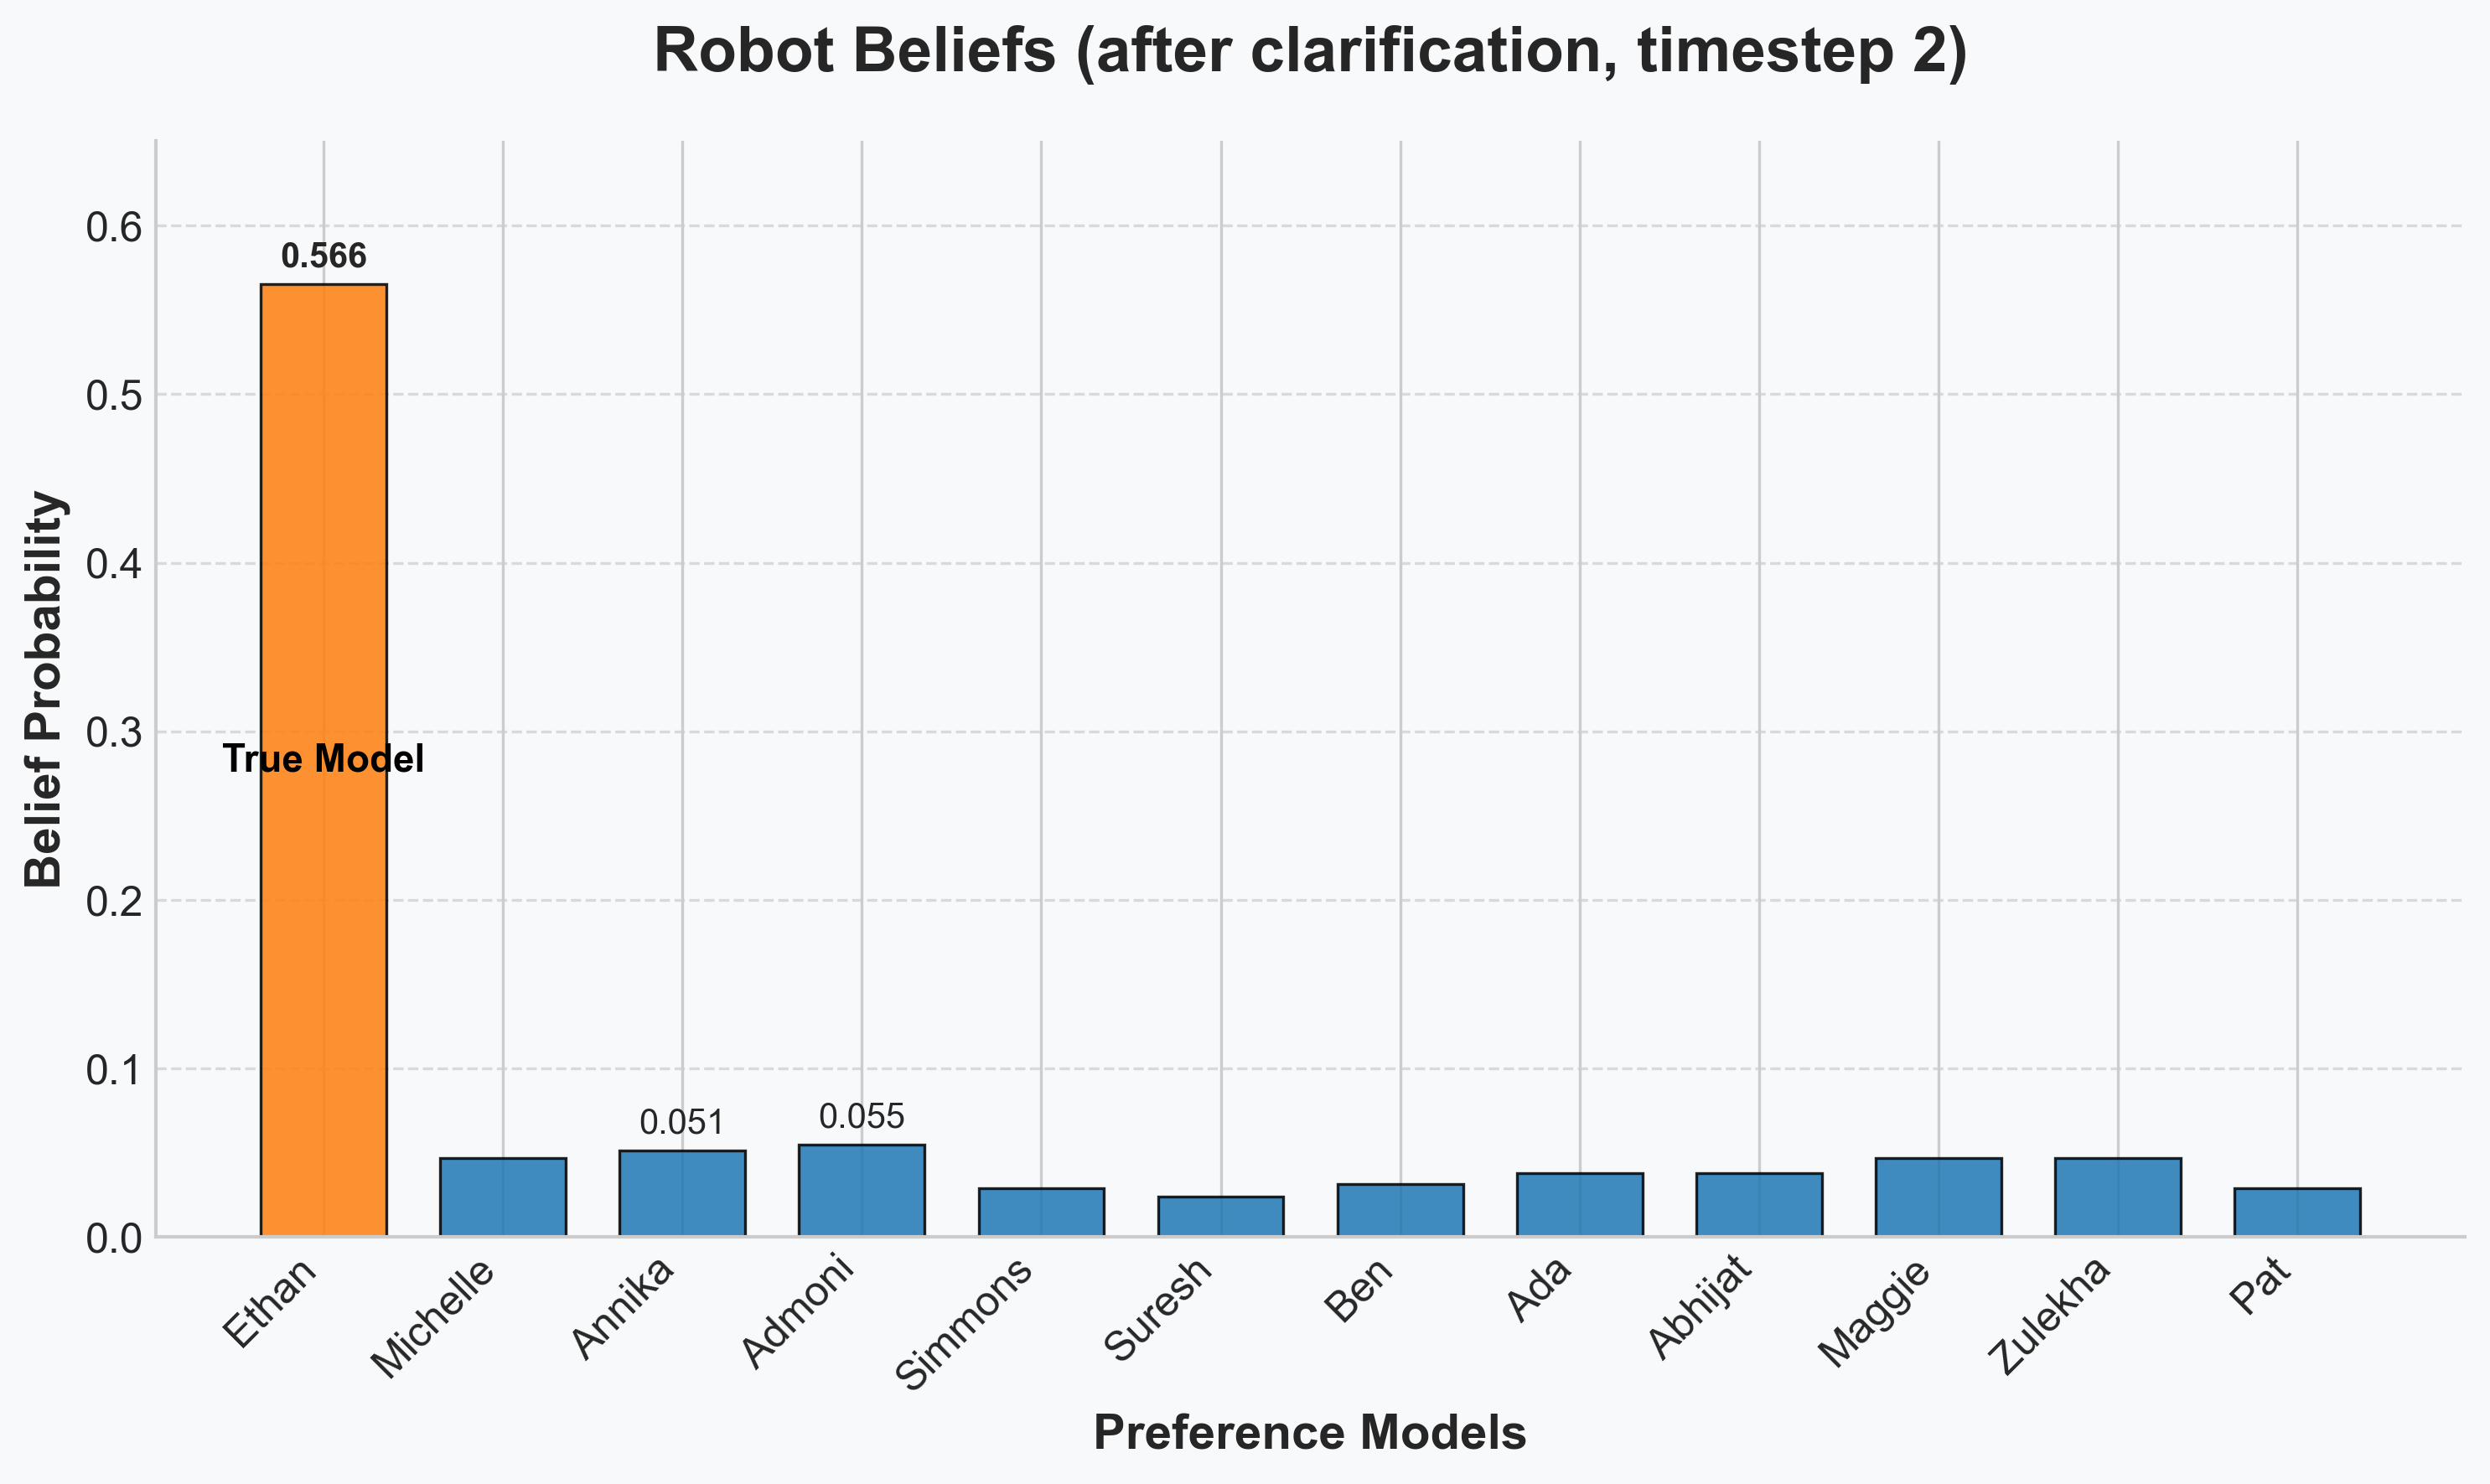 Robot Beliefs (after clarification, timestep 2)
Belief Probability
0.6
0.5
0.4
0.3
0.2
0.1
0.0
0.566
True Model
0.051
0.055
Ethan
Michelle
Annika
Admoni
Simmons
Suresh
Ben
Ada
Abhijat
Maggie
Zulekha
Pat
Preference Models